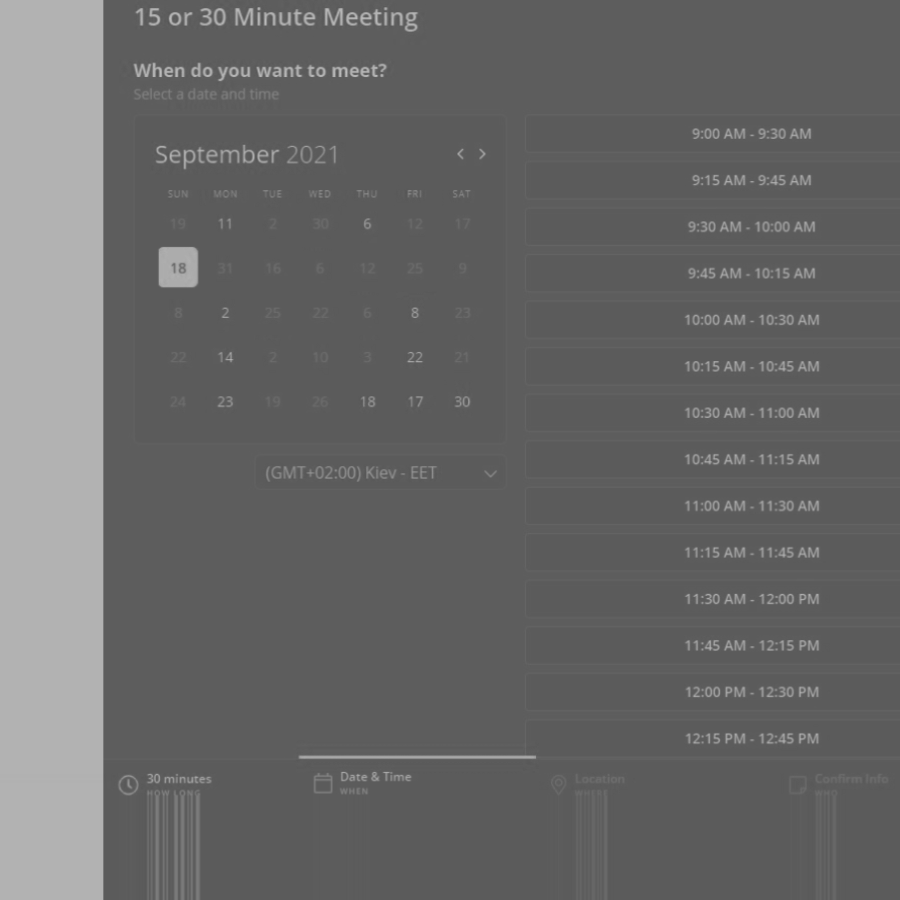 15 or 30 Minute Meeting
When do you want to meet?
Select a date and time
September 2021
SUN MON TUE WED THU FRI SAT
19 11 2 30 6 12 17
18 31 16 6 12 25 9
8 2 25 22 6 8 23
22 14 2 10 3 22 21
24 23 19 26 18 17 30
(GMT+02:00) Kiev - EET
9:00 AM - 9:30 AM
9:15 AM - 9:45 AM
9:30 AM - 10:00 AM
9:45 AM - 10:15 AM
10:00 AM - 10:30 AM
10:15 AM - 10:45 AM
10:30 AM - 11:00 AM
10:45 AM - 11:15 AM
11:00 AM - 11:30 AM
11:15 AM - 11:45 AM
11:30 AM - 12:00 PM
11:45 AM - 12:15 PM
12:00 PM - 12:30 PM
12:15 PM - 12:45 PM
30 minutes
HOW LONG
Date & Time
WHEN
Location
WHERE
Confirm Info
WHO